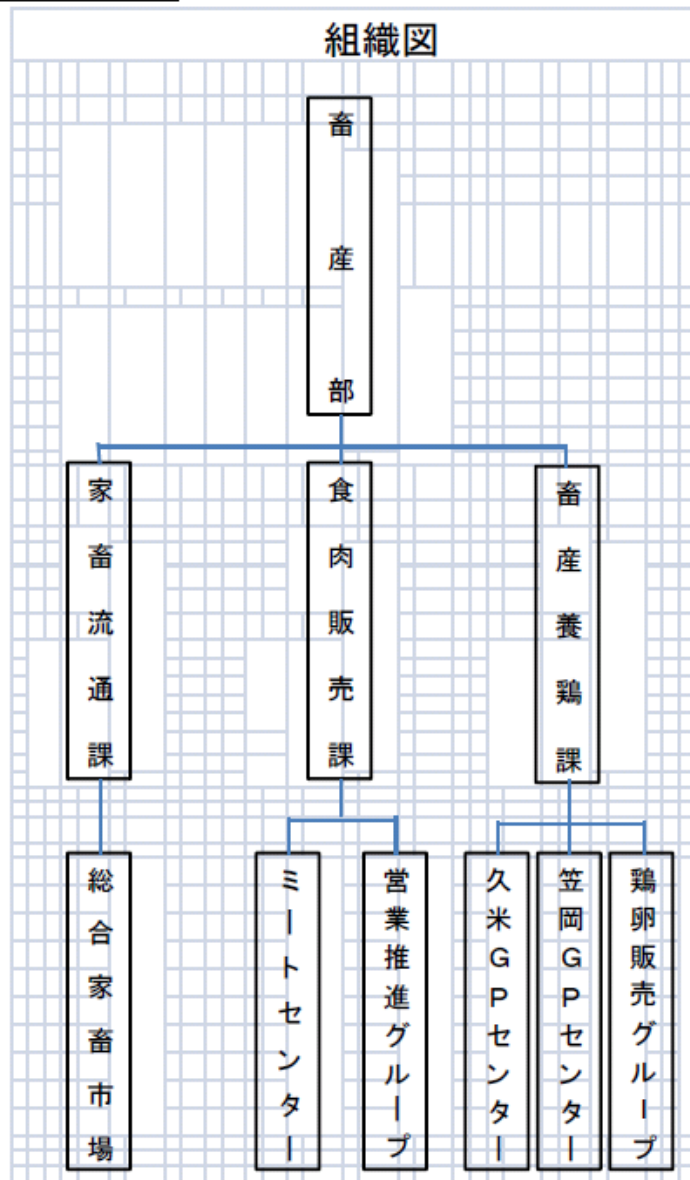 組織図
畜産部
家畜流通課
食肉販売課
畜産養鶏課
総合家畜市場
ミートセンター
営業推進グループ
久米GPセンター
笠岡GPセンター
鶏卵販売グループ